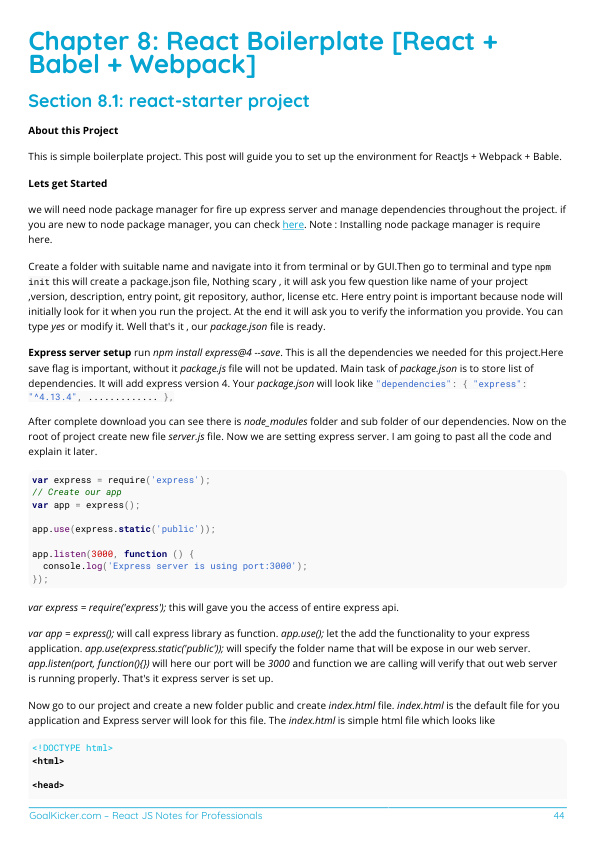 Chapter 8: React Boilerplate [React +
Babel + Webpack]
Section 8.1: react-starter project
About this Project
This is simple boilerplate project. This post will guide you to set up the environment for ReactJs + Webpack + Bable.
Lets get Started
we will need node package manager for fire up express server and manage dependencies throughout the project. if
you are new to node package manager, you can check here. Note : Installing node package manager is require
here.
Create a folder with suitable name and navigate into it from terminal or by GUI.Then go to terminal and type npm
init this will create a package.json file, Nothing scary , it will ask you few question like name of your project
,version, description, entry point, git repository, author, license etc. Here entry point is important because node will
initially look for it when you run the project. At the end it will ask you to verify the information you provide. You can
type yes or modify it. Well that's it , our package.json file is ready.
Express server setup run npm install express@4 --save. This is all the dependencies we needed for this project.Here
save flag is important, without it package.js file will not be updated. Main task of package.json is to store list of
dependencies. It will add express version 4. Your package.json will look like "dependencies": { "express":
"^4.13.4", ............. },
After complete download you can see there is node_modules folder and sub folder of our dependencies. Now on the
root of project create new file server.js file. Now we are setting express server. I am going to past all the code and
explain it later.
var express = require('express');
// Create our app
var app = express();
app.use(express.static('public'));
app.listen(3000, function () {
  console.log('Express server is using port:3000');
});
var express = require('express'); this will gave you the access of entire express api.
var app = express(); will call express library as function. app.use(); let the add the functionality to your express
application. app.use(express.static('public')); will specify the folder name that will be expose in our web server.
app.listen(port, function(){}) will here our port will be 3000 and function we are calling will verify that out web server
is running properly. That's it express server is set up.
Now go to our project and create a new folder public and create index.html file. index.html is the default file for you
application and Express server will look for this file. The index.html is simple html file which looks like
<!DOCTYPE html>
<html>
<head>
GoalKicker.com – React JS Notes for Professionals
44